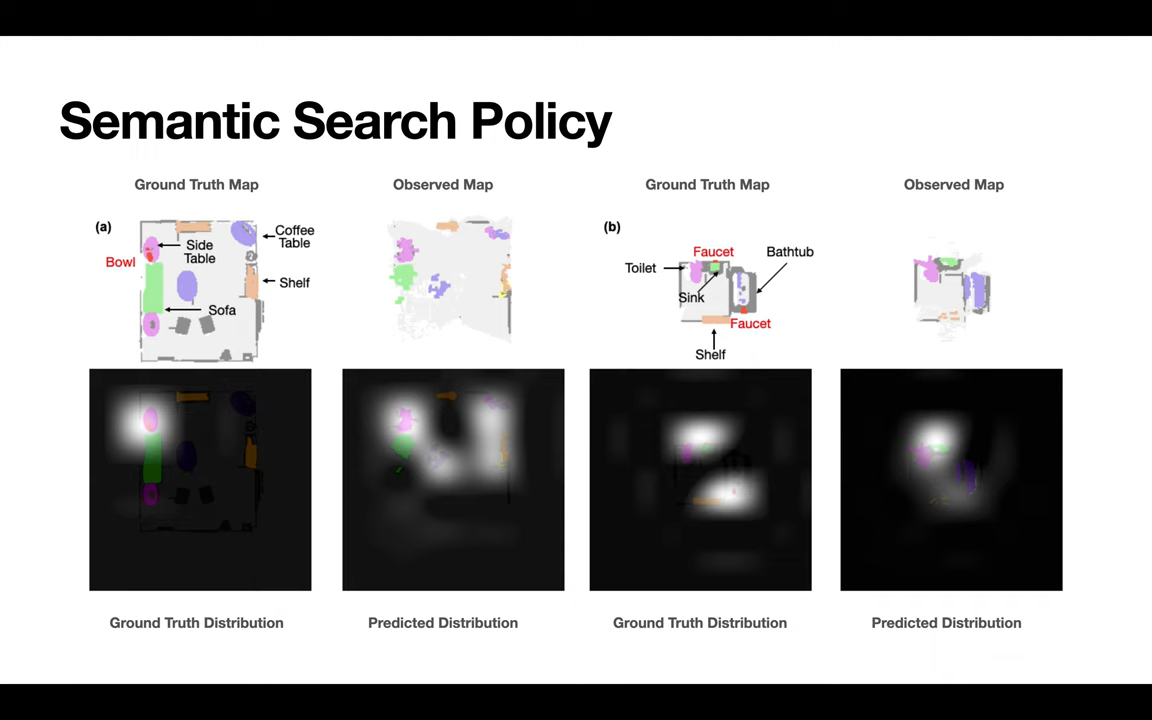 Semantic Search Policy
Ground Truth Map
Observed Map
Ground Truth Map
Observed Map
(a)
Bowl
Side
Table
Sofa
Coffee
Table
Shelf
(b)
Toilet
Faucet
Sink
Bathtub
Faucet
Shelf
Ground Truth Distribution
Predicted Distribution
Ground Truth Distribution
Predicted Distribution